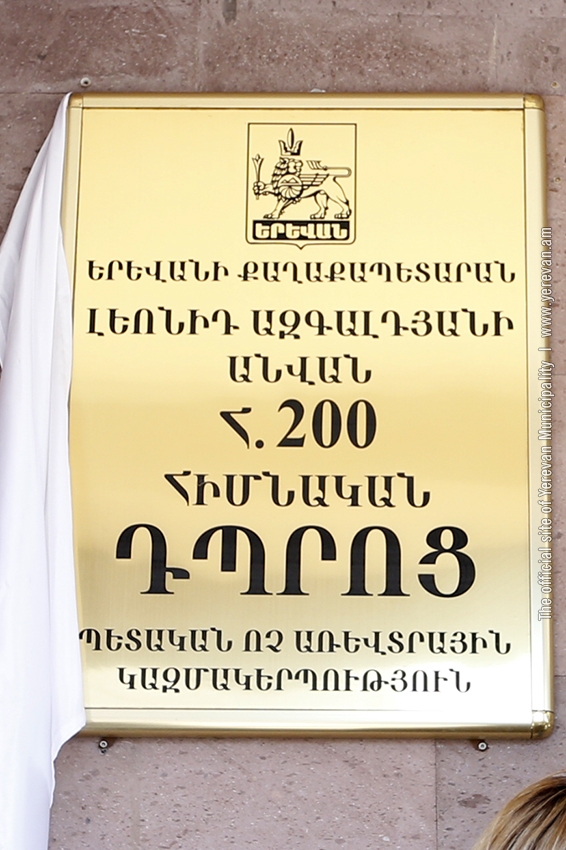 ԵՐԵՎԱՆ
ԵՐԵՎԱՆԻ ՔԱՂԱՔԱՊԵՏԱՐԱՆ
ԼԵՈՆԻԴ ԱԶԳԱԼԴՅԱՆԻ
ԱՆՎԱՆ
Հ. 200
ՀԻՄՆԱԿԱՆ
ԴՊՐՈՑ
ՊԵՏԱԿԱՆ ՈՉ ԱՌԵՎՏՐԱՅԻՆ
ԿԱԶՄԱԿԵՐՊՈՒԹՅՈՒՆ
The official site of Yerevan Municipality | www.yerevan.am